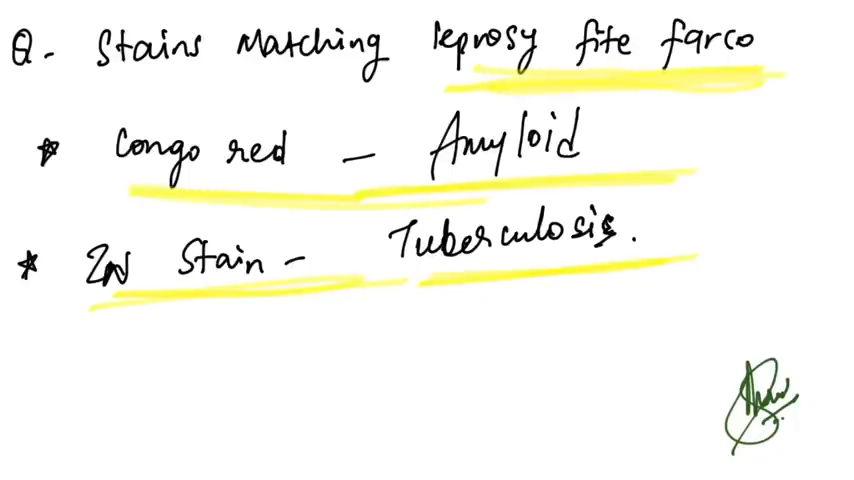 Q- Stains Matching leprosy fite farco
* Congo red - Amyloid
* ZN Stain - Tuberculosis.